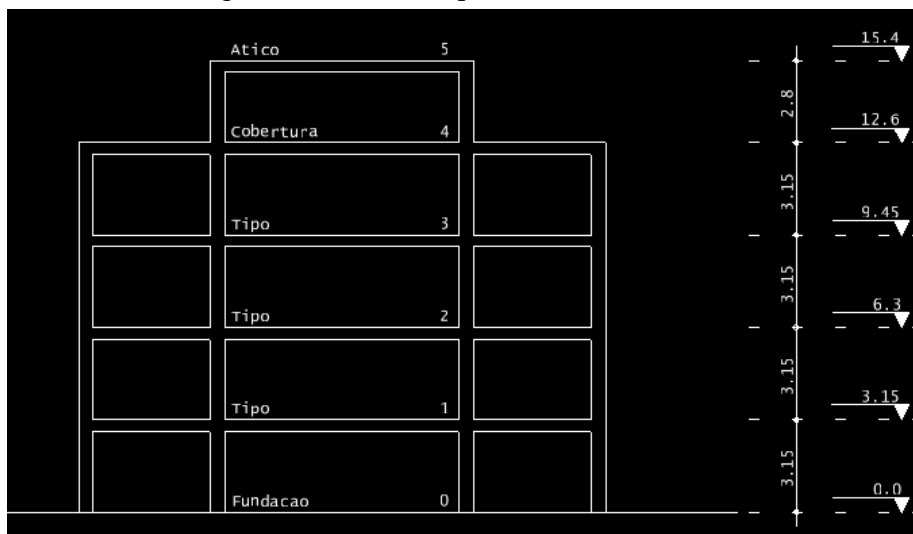 Atico 5
15.4
2.8
Cobertura 4
12.6
3.15
Tipo 3
9.45
3.15
Tipo 2
6.3
3.15
Tipo 1
3.15
3.15
Fundacao 0
0.0